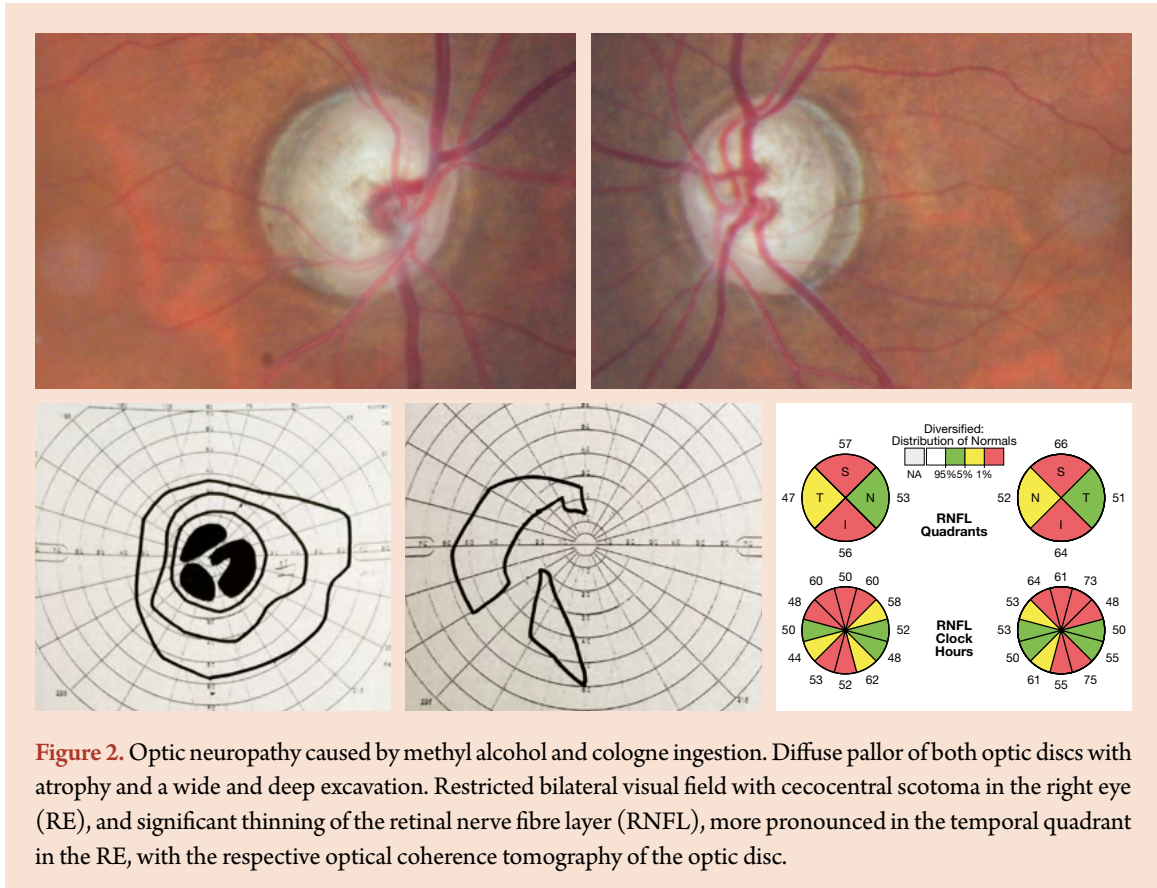 57
S
47
T
N
53
I
56
Diversified:
Distribution of Normals
NA
95%
5%
1%
RNFL
Quadrants
66
S
52
N
T
51
I
64
60
50
60
48
58
50
52
44
48
53
52
62
RNFL
Clock
Hours
64
61
73
53
48
53
50
50
55
61
55
75
Figure 2. Optic neuropathy caused by methyl alcohol and cologne ingestion. Diffuse pallor of both optic discs with
atrophy and a wide and deep excavation. Restricted bilateral visual field with cecocentral scotoma in the right eye
(RE), and significant thinning of the retinal nerve fibre layer (RNFL), more pronounced in the temporal quadrant
in the RE, with the respective optical coherence tomography of the optic disc.